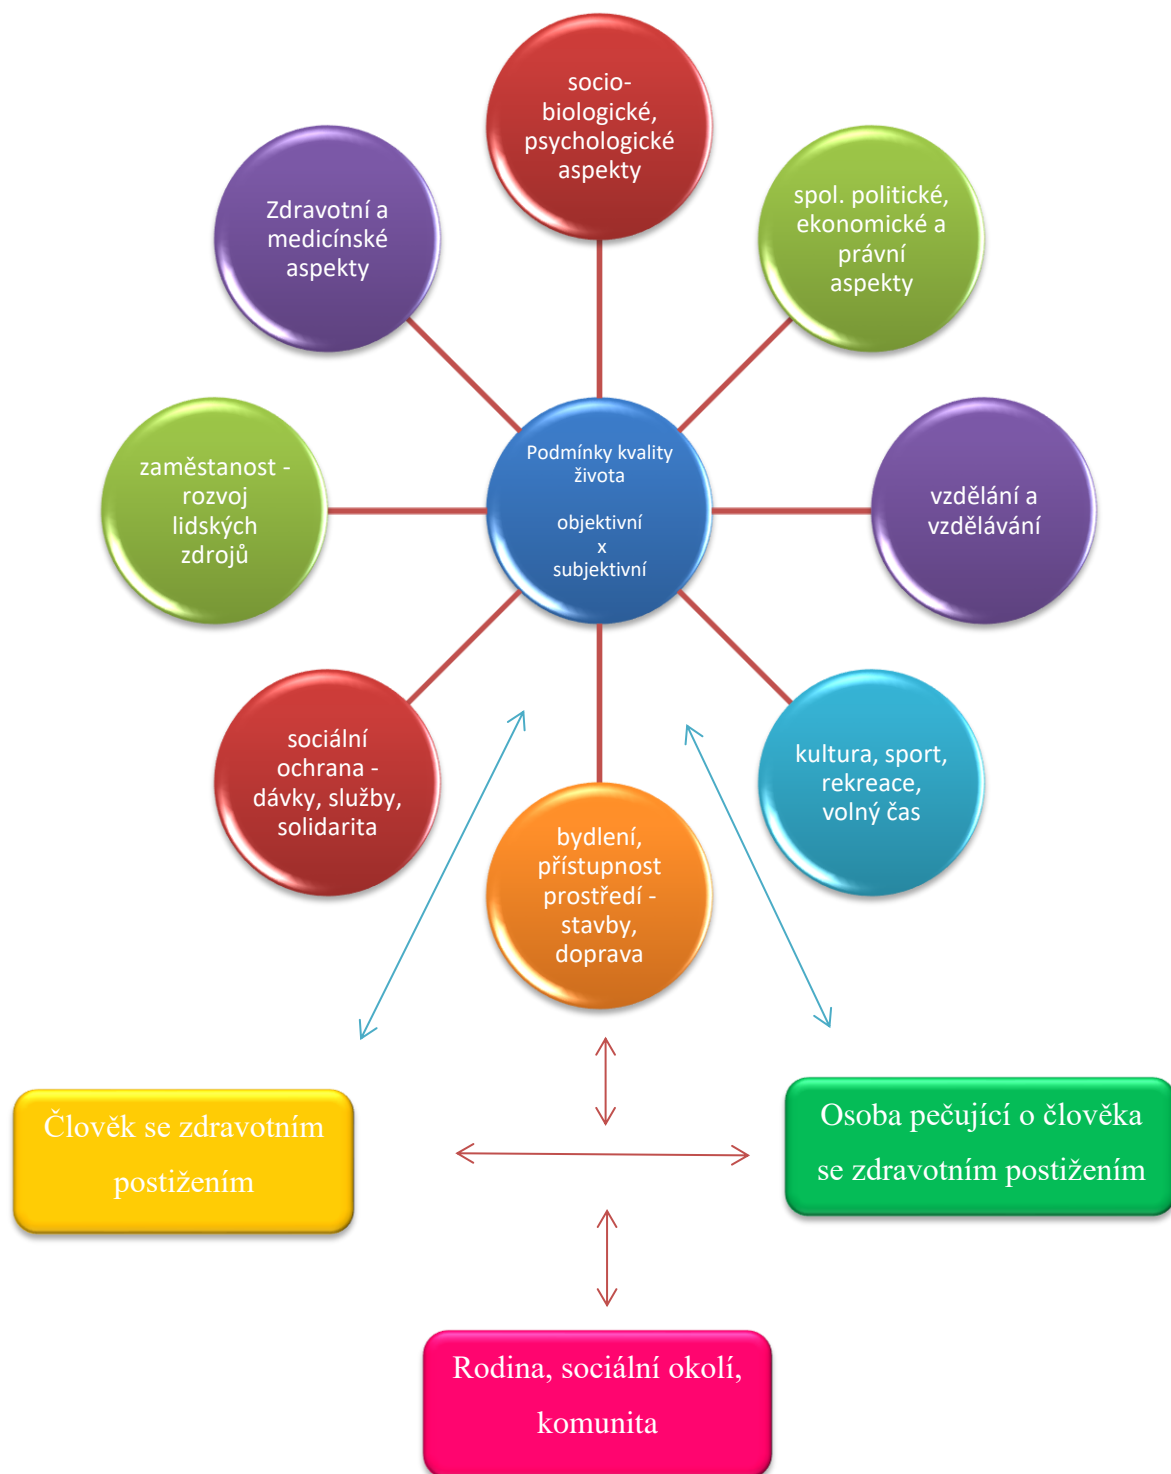 socio-
biologické,
psychologické
aspekty
spol. politické,
ekonomické a
právní
aspekty
vzdělání a
vzdělávání
kultura, sport,
rekreace,
volný čas
bydlení,
přístupnost
prostředí -
stavby,
doprava
sociální
ochrana -
dávky, služby,
solidarita
zaměstanost -
rozvoj
lidských
zdrojů
Zdravotní a
medicínské
aspekty
Podmínky kvality
života
objektivní
x
subjektivní
Člověk se zdravotním
postižením
Osoba pečující o člověka
se zdravotním postižením
Rodina, sociální okolí,
komunita